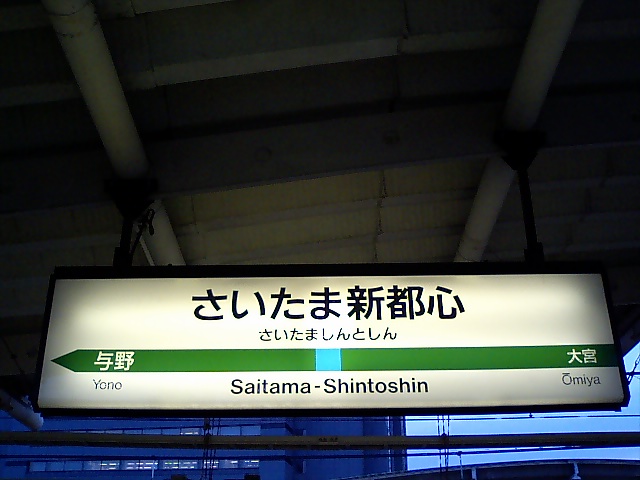 さいたま新都心
さいたましんとしん
与野 大宮
Yono Ōmiya
Saitama-Shintoshin